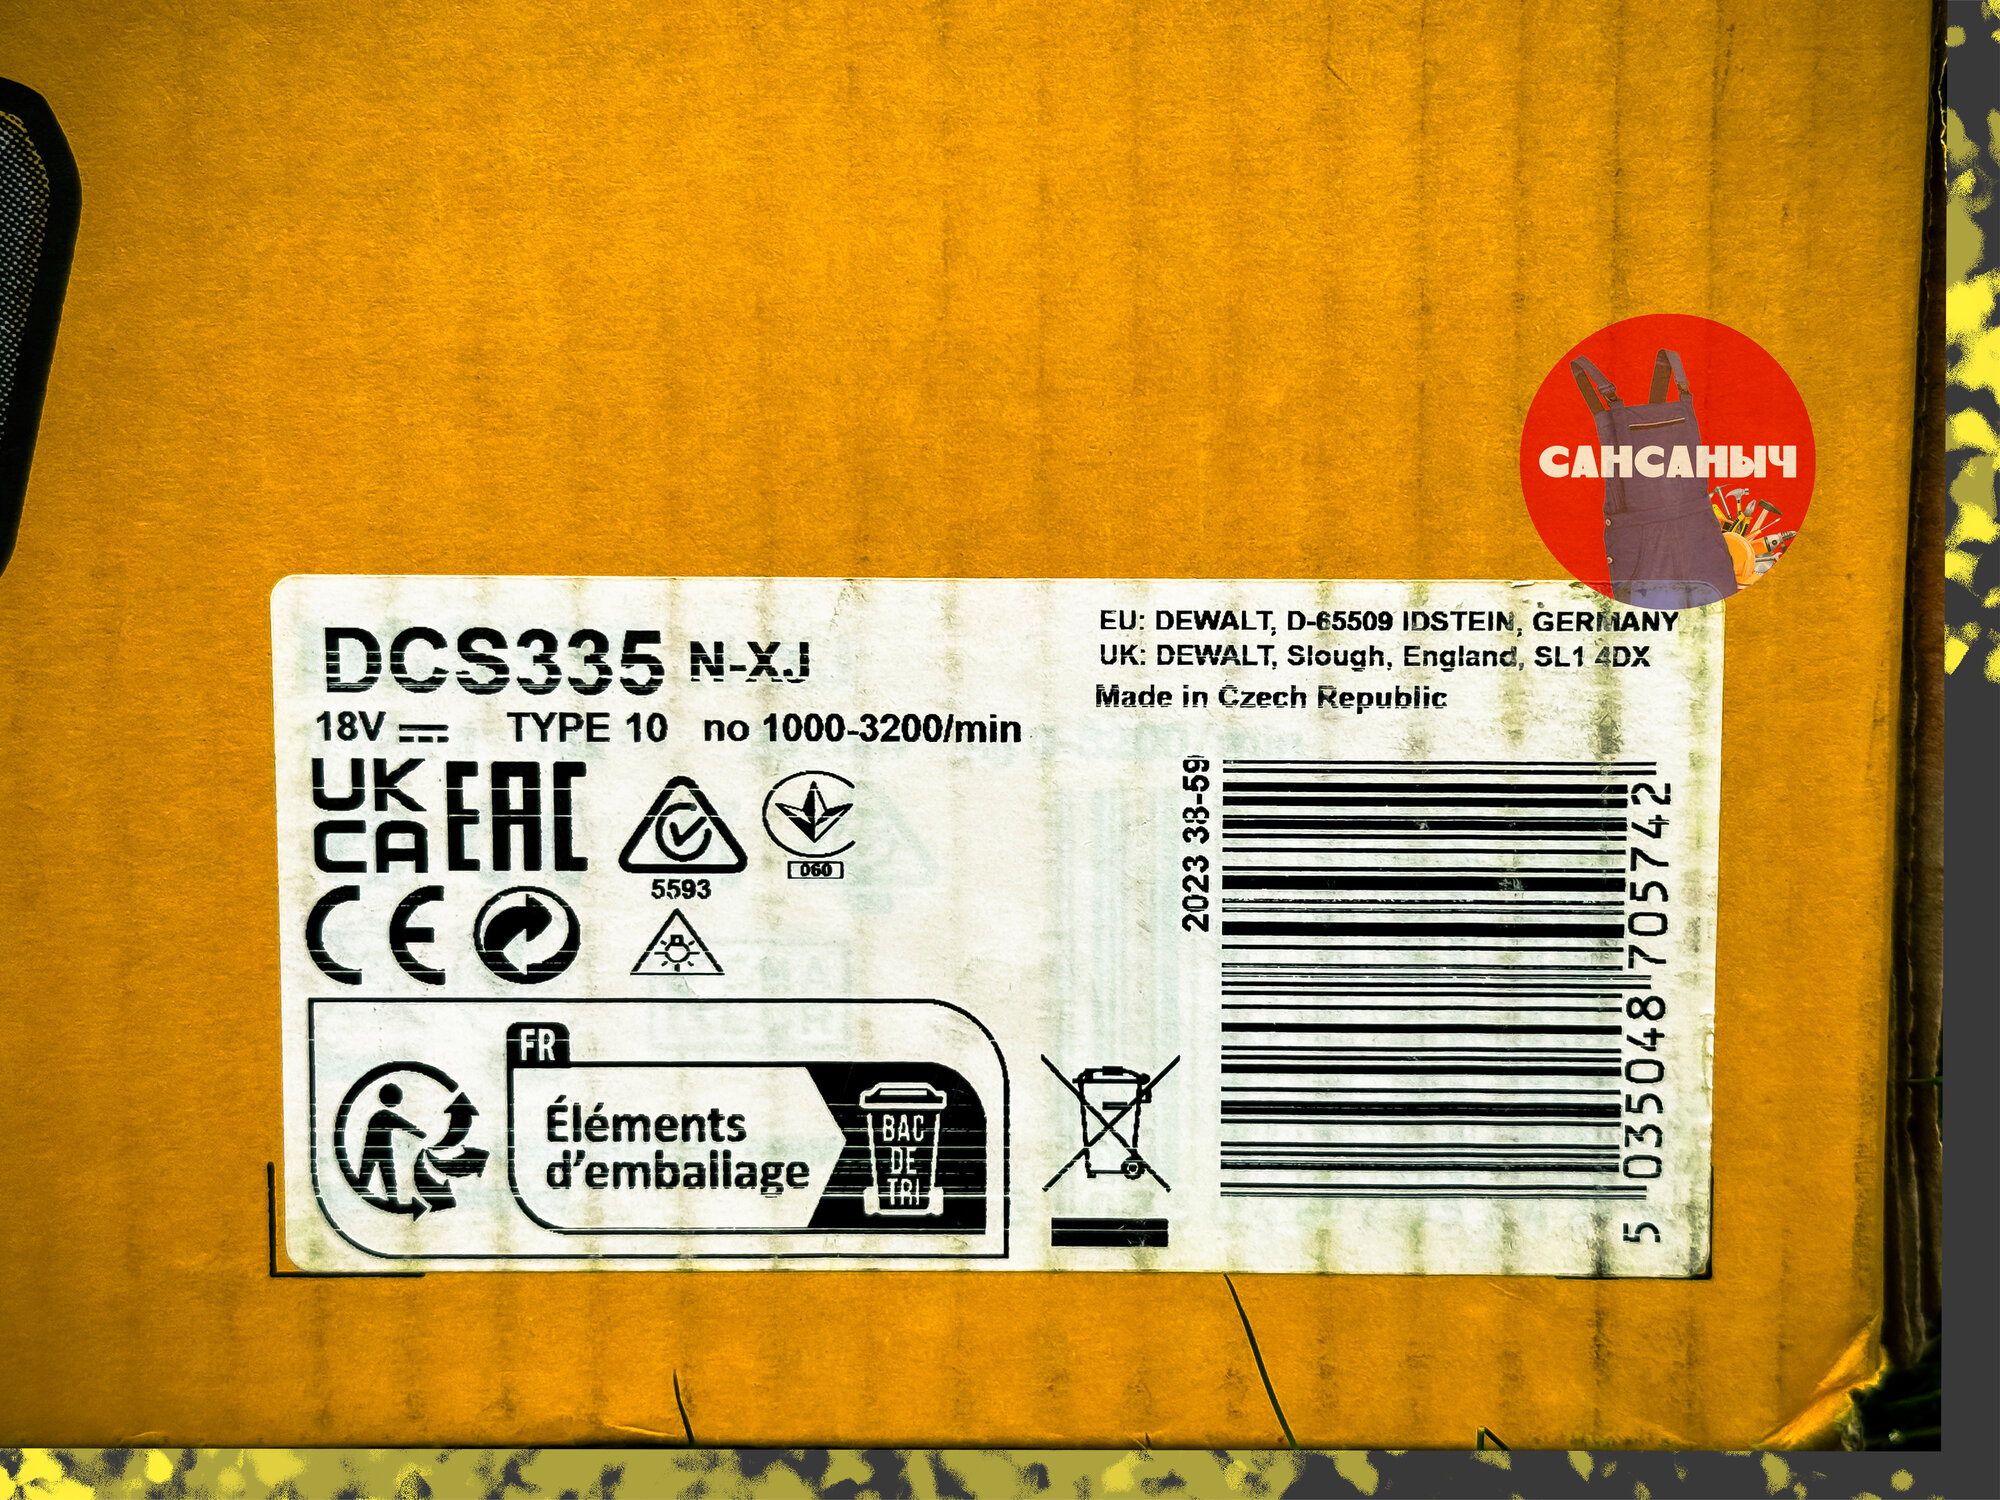 САНСАНЫЧ
DCS335 N-XJ
18V TYPE 10 no 1000-3200/min
EU: DEWALT, D-65509 IDSTEIN, GERMANY
UK: DEWALT, Slough, England, SL1 4DX
Made in Czech Republic
UK
CA
EAC
5593
060
CE
2023 38-59
5 035048 705742
FR
Éléments
d'emballage
BAC
DE
TRI